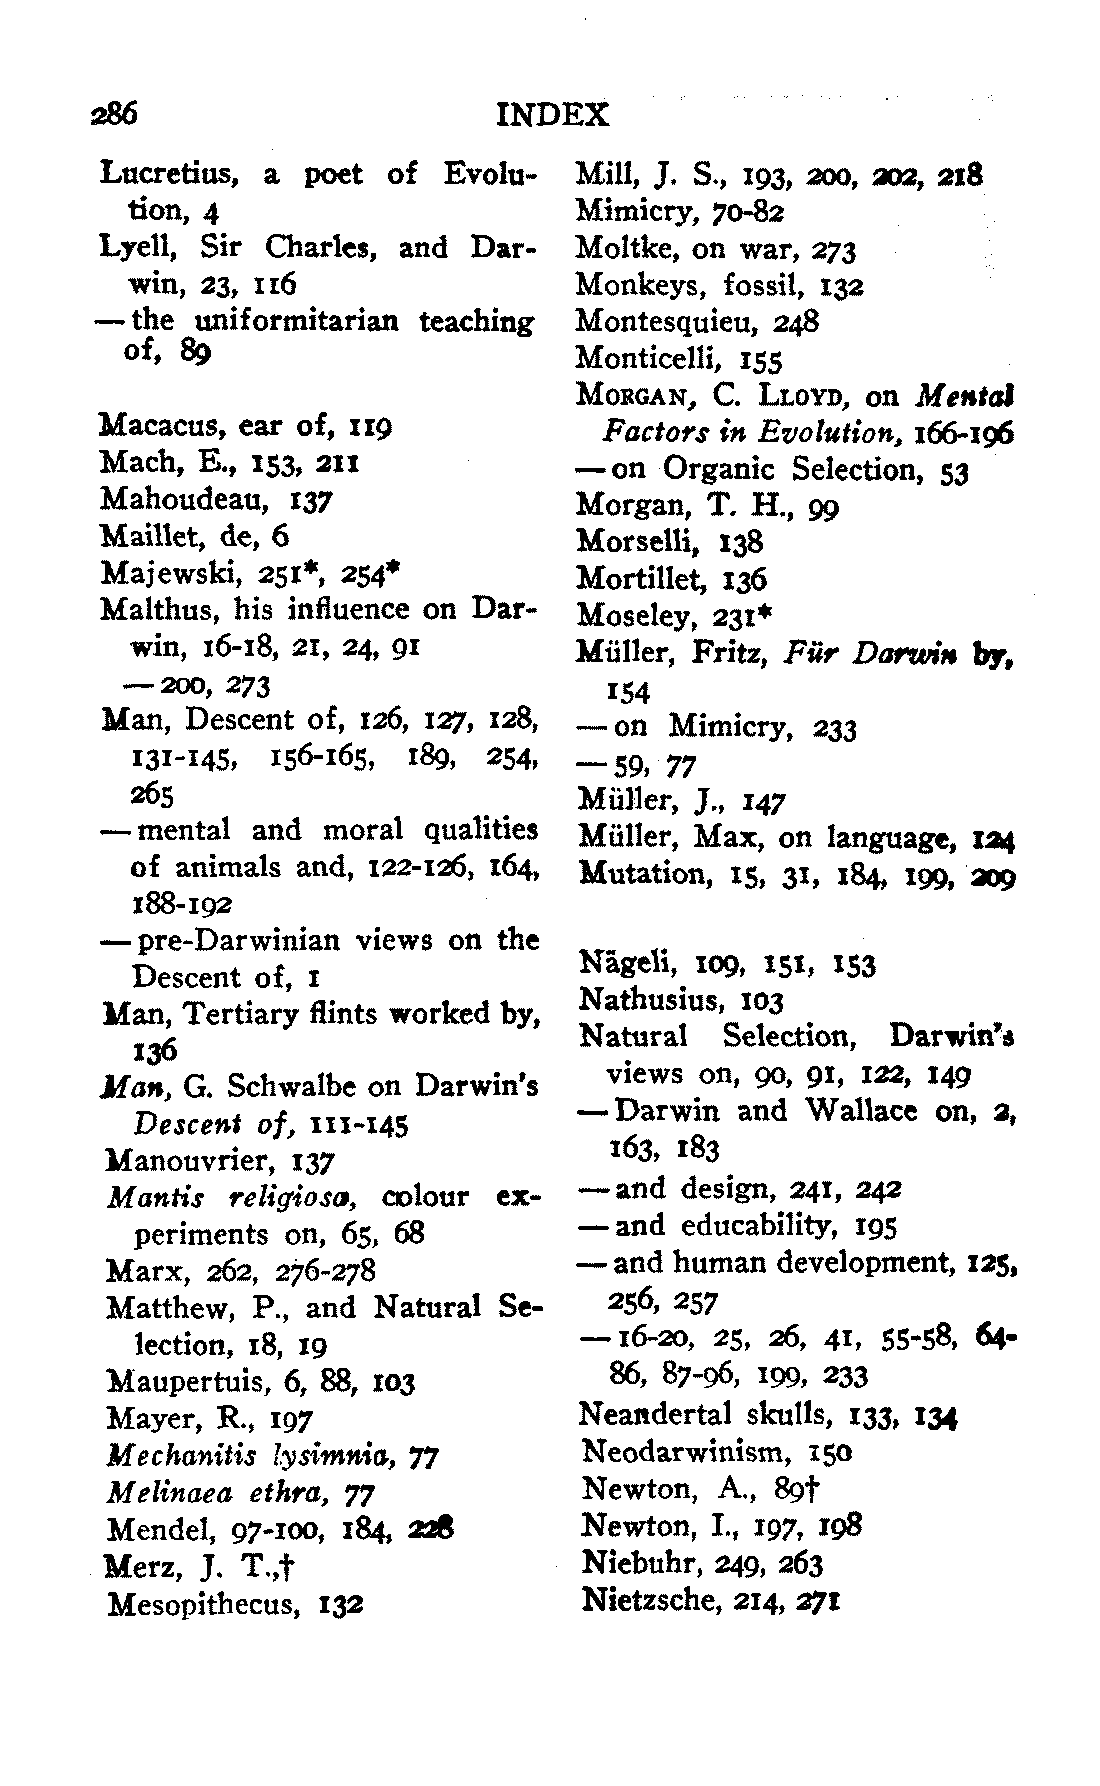 286
INDEX
Lucretius, a poet of Evolu-
tion, 4
Lyell, Sir Charles, and Dar-
win, 23, 116
— the uniformitarian teaching
of, 89
Macacus, ear of, 119
Mach, E., 153, 211
Mahoudeau, 137
Maillet, de, 6
Majewski, 251*, 254*
Malthus, his influence on Dar-
win, 16-18, 21, 24, 91
— 200, 273
Man, Descent of, 126, 127, 128,
131-145, 156-165, 189, 254,
265
— mental and moral qualities
of animals and, 122-126, 164,
188-192
— pre-Darwinian views on the
Descent of, 1
Man, Tertiary flints worked by,
136
Man, G. Schwalbe on Darwin's
Descent of, 111-145
Manouvrier, 137
Mantis religiosa, colour ex-
periments on, 65, 68
Marx, 262, 276-278
Matthew, P., and Natural Se-
lection, 18, 19
Maupertuis, 6, 88, 103
Mayer, R., 197
Mechanitis lysimnia, 77
Melinaea ethra, 77
Mendel, 97-100, 184, 228
Merz, J. T.,†
Mesopithecus, 132
Mill, J. S., 193, 200, 202, 218
Mimicry, 70-82
Moltke, on war, 273
Monkeys, fossil, 132
Montesquieu, 248
Monticelli, 155
MORGAN, C. LLOYD, on Mental
Factors in Evolution, 166-196
— on Organic Selection, 53
Morgan, T. H., 99
Morselli, 138
Mortillet, 136
Moseley, 231*
Müller, Fritz, Für Darwin by,
154
— on Mimicry, 233
— 59, 77
Müller, J., 147
Müller, Max, on language, 124
Mutation, 15, 31, 184, 199, 209
Nägeli, 109, 151, 153
Nathusius, 103
Natural Selection, Darwin's
views on, 90, 91, 122, 149
— Darwin and Wallace on, 2,
163, 183
— and design, 241, 242
— and educability, 195
— and human development, 125,
256, 257
— 16-20, 25, 26, 41, 55-58, 64-
86, 87-96, 199, 233
Neandertal skulls, 133, 134
Neodarwinism, 150
Newton, A., 89†
Newton, I., 197, 198
Niebuhr, 249, 263
Nietzsche, 214, 271